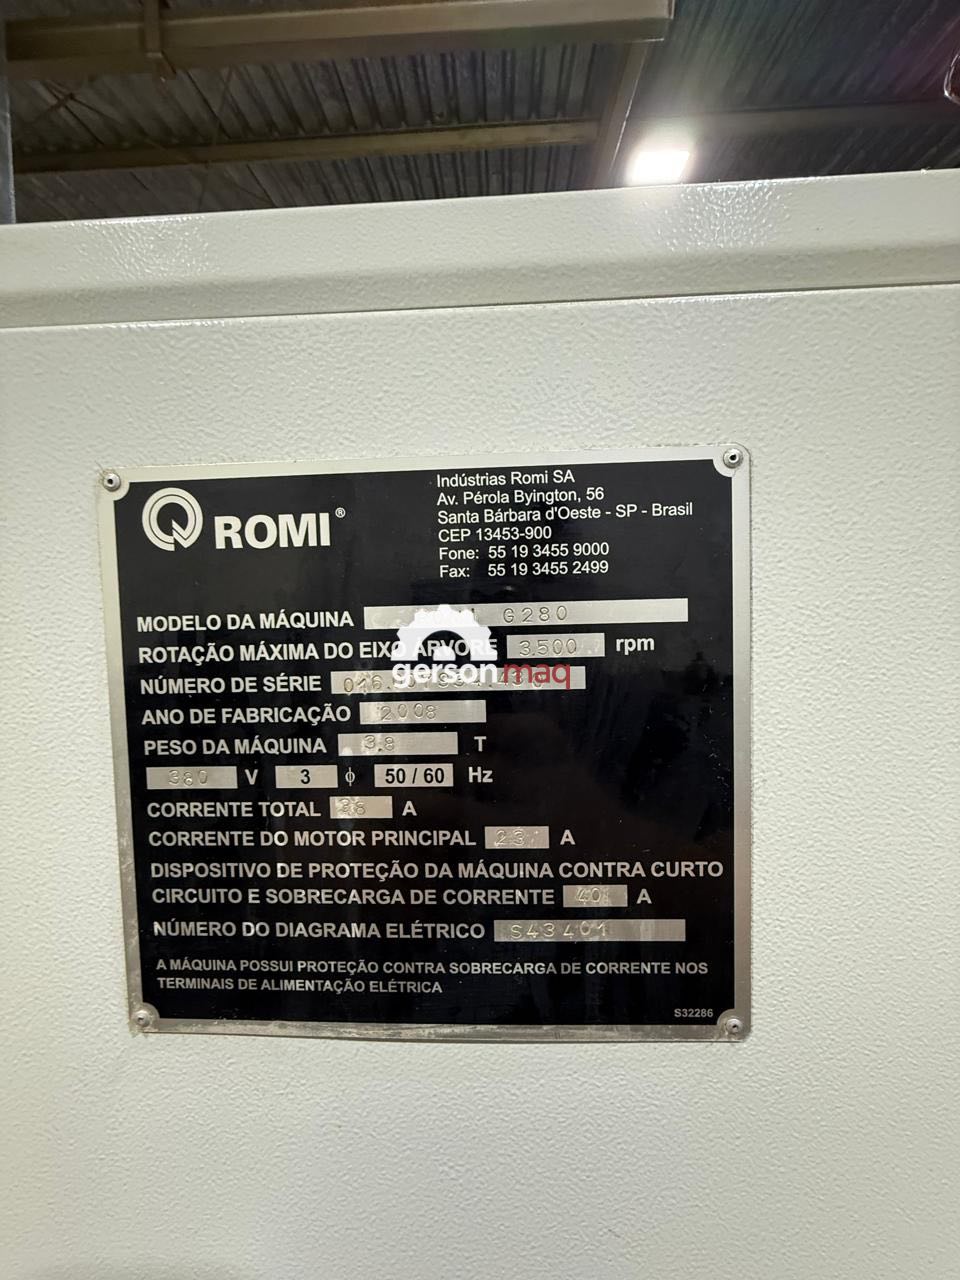 ROMI®
Indústrias Romi SA
Av. Pérola Byington, 56
Santa Bárbara d'Oeste - SP - Brasil
CEP 13453-900
Fone: 55 19 3455 9000
Fax: 55 19 3455 2499
MODELO DA MÁQUINA G280
ROTAÇÃO MÁXIMA DO EIXO ÁRVORE 3.500 rpm
gersonmaq
NÚMERO DE SÉRIE
ANO DE FABRICAÇÃO 2008
PESO DA MÁQUINA 3.8 T
380 V 3 ϕ 50 / 60 Hz
CORRENTE TOTAL 38 A
CORRENTE DO MOTOR PRINCIPAL 23 A
DISPOSITIVO DE PROTEÇÃO DA MÁQUINA CONTRA CURTO
CIRCUITO E SOBRECARGA DE CORRENTE 40 A
NÚMERO DO DIAGRAMA ELÉTRICO S43401
A MÁQUINA POSSUI PROTEÇÃO CONTRA SOBRECARGA DE CORRENTE NOS
TERMINAIS DE ALIMENTAÇÃO ELÉTRICA
S32286